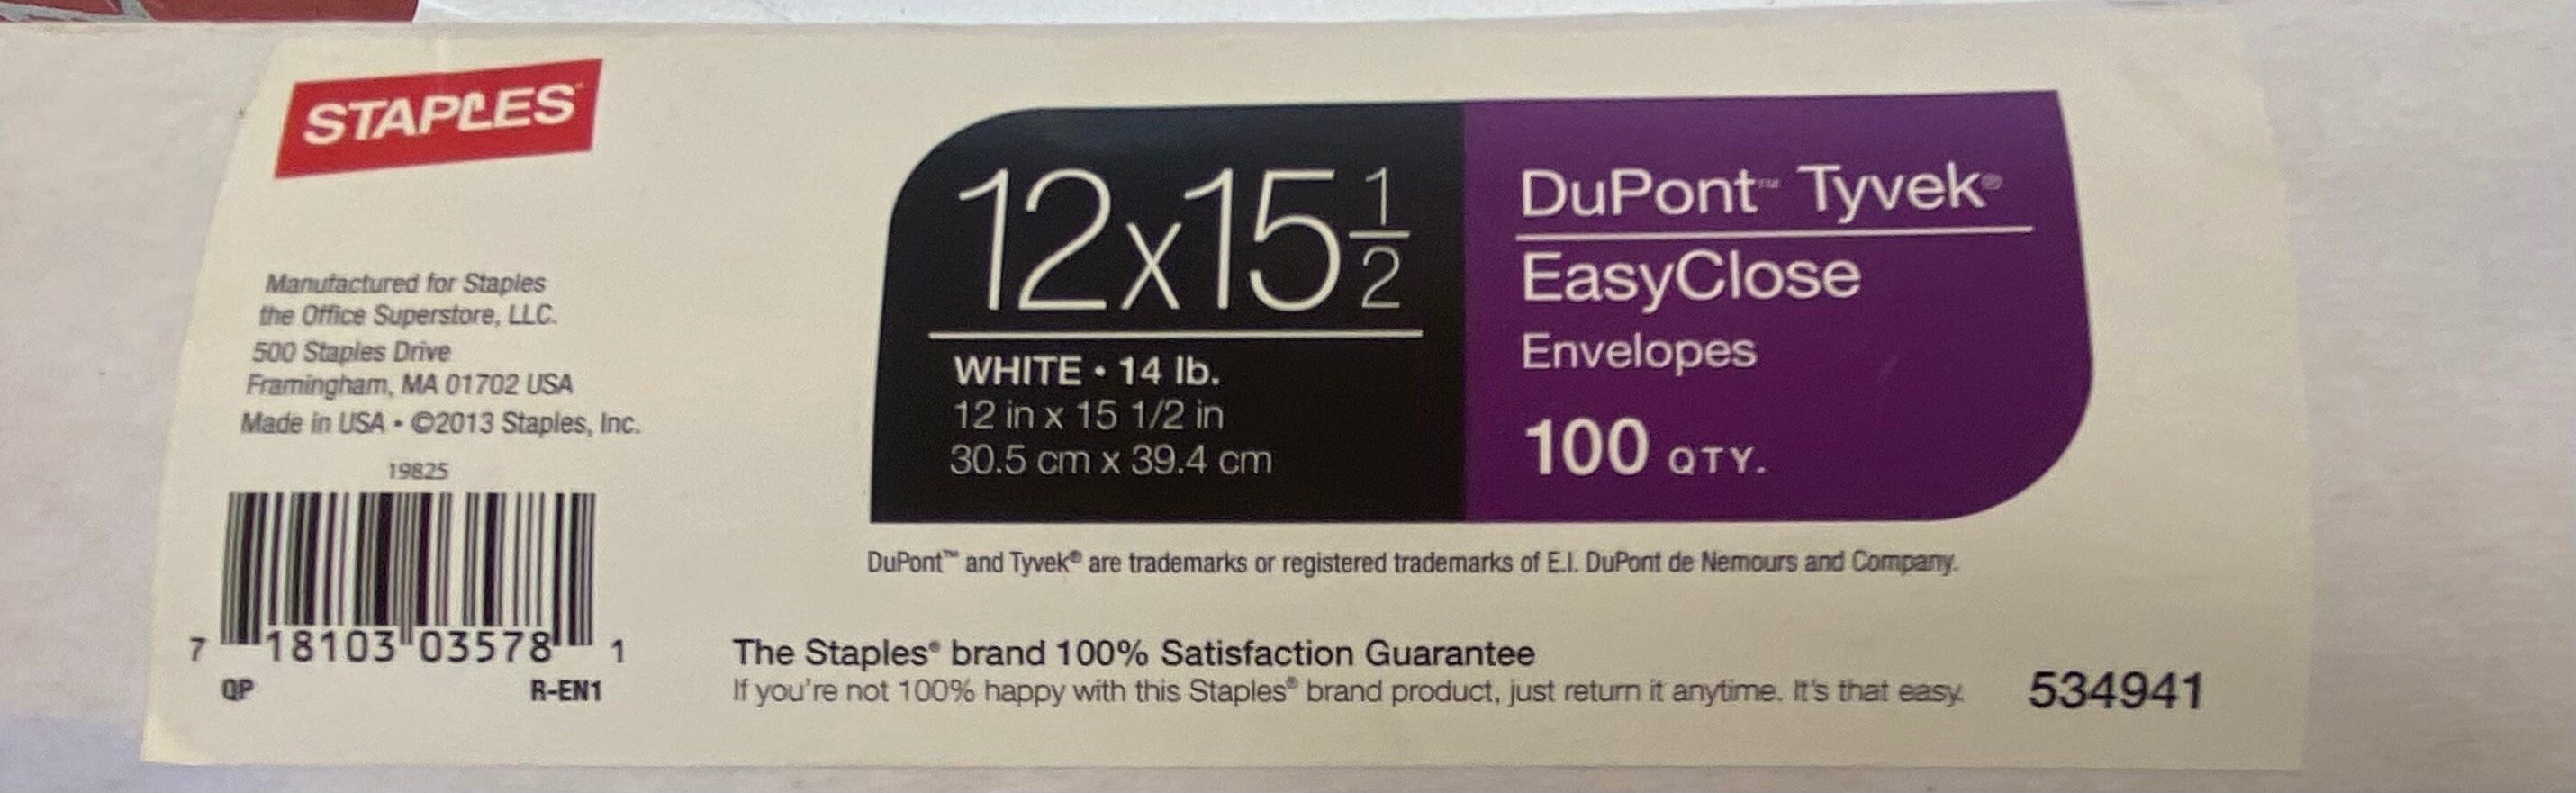 STAPLES
Manufactured for Staples
the Office Superstore, LLC.
500 Staples Drive
Framingham, MA 01702 USA
Made in USA • ©2013 Staples, Inc.
19825
7 18103 03578 1
QP R-EN1
12x15 1/2
WHITE • 14 lb.
12 in x 15 1/2 in
30.5 cm x 39.4 cm
DuPont™ Tyvek®
EasyClose
Envelopes
100 QTY.
DuPont™ and Tyvek® are trademarks or registered trademarks of E.I. DuPont de Nemours and Company.
The Staples® brand 100% Satisfaction Guarantee
If you're not 100% happy with this Staples® brand product, just return it anytime. It's that easy.
534941